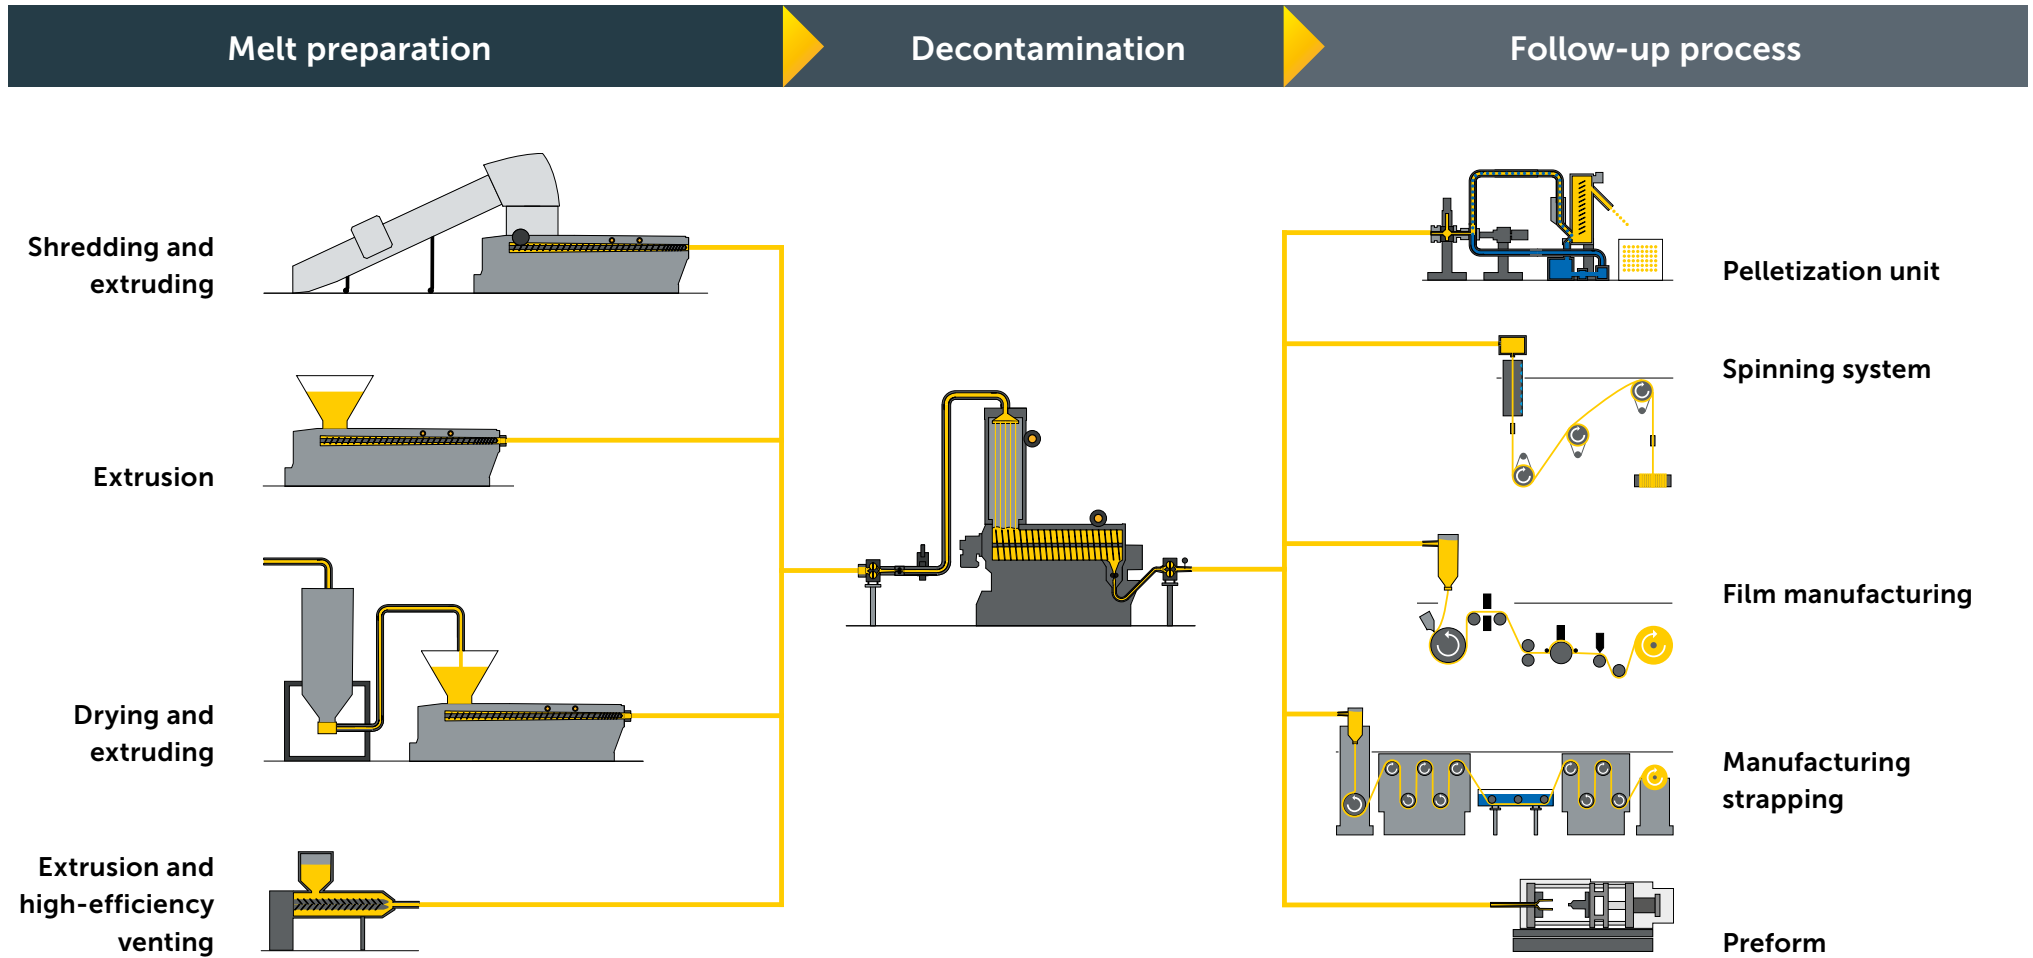 Melt preparation
Decontamination
Follow-up process
Shredding and
extruding
Extrusion
Drying and
extruding
Extrusion and
high-efficiency
venting
Pelletization unit
Spinning system
Film manufacturing
Manufacturing
strapping
Preform